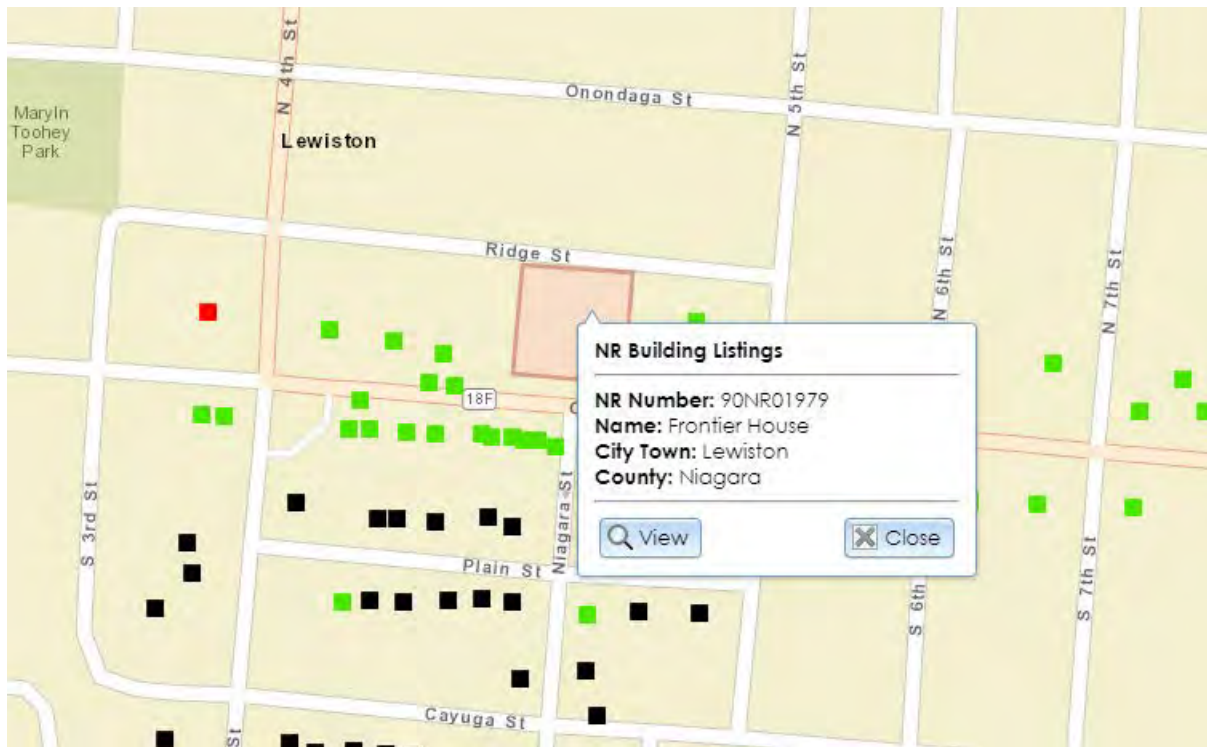 N 4th St
Onondaga St
N 5th St
Maryln
Toohey
Park
Lewiston
Ridge St
N 6th St
N 7th St
NR Building Listings
NR Number: 90NR01979
Name: Frontier House
City Town: Lewiston
County: Niagara
View
Close
18F
C
S 3rd St
Niagara St
Plain St
S 6th
S 7th St
Cayuga St
St